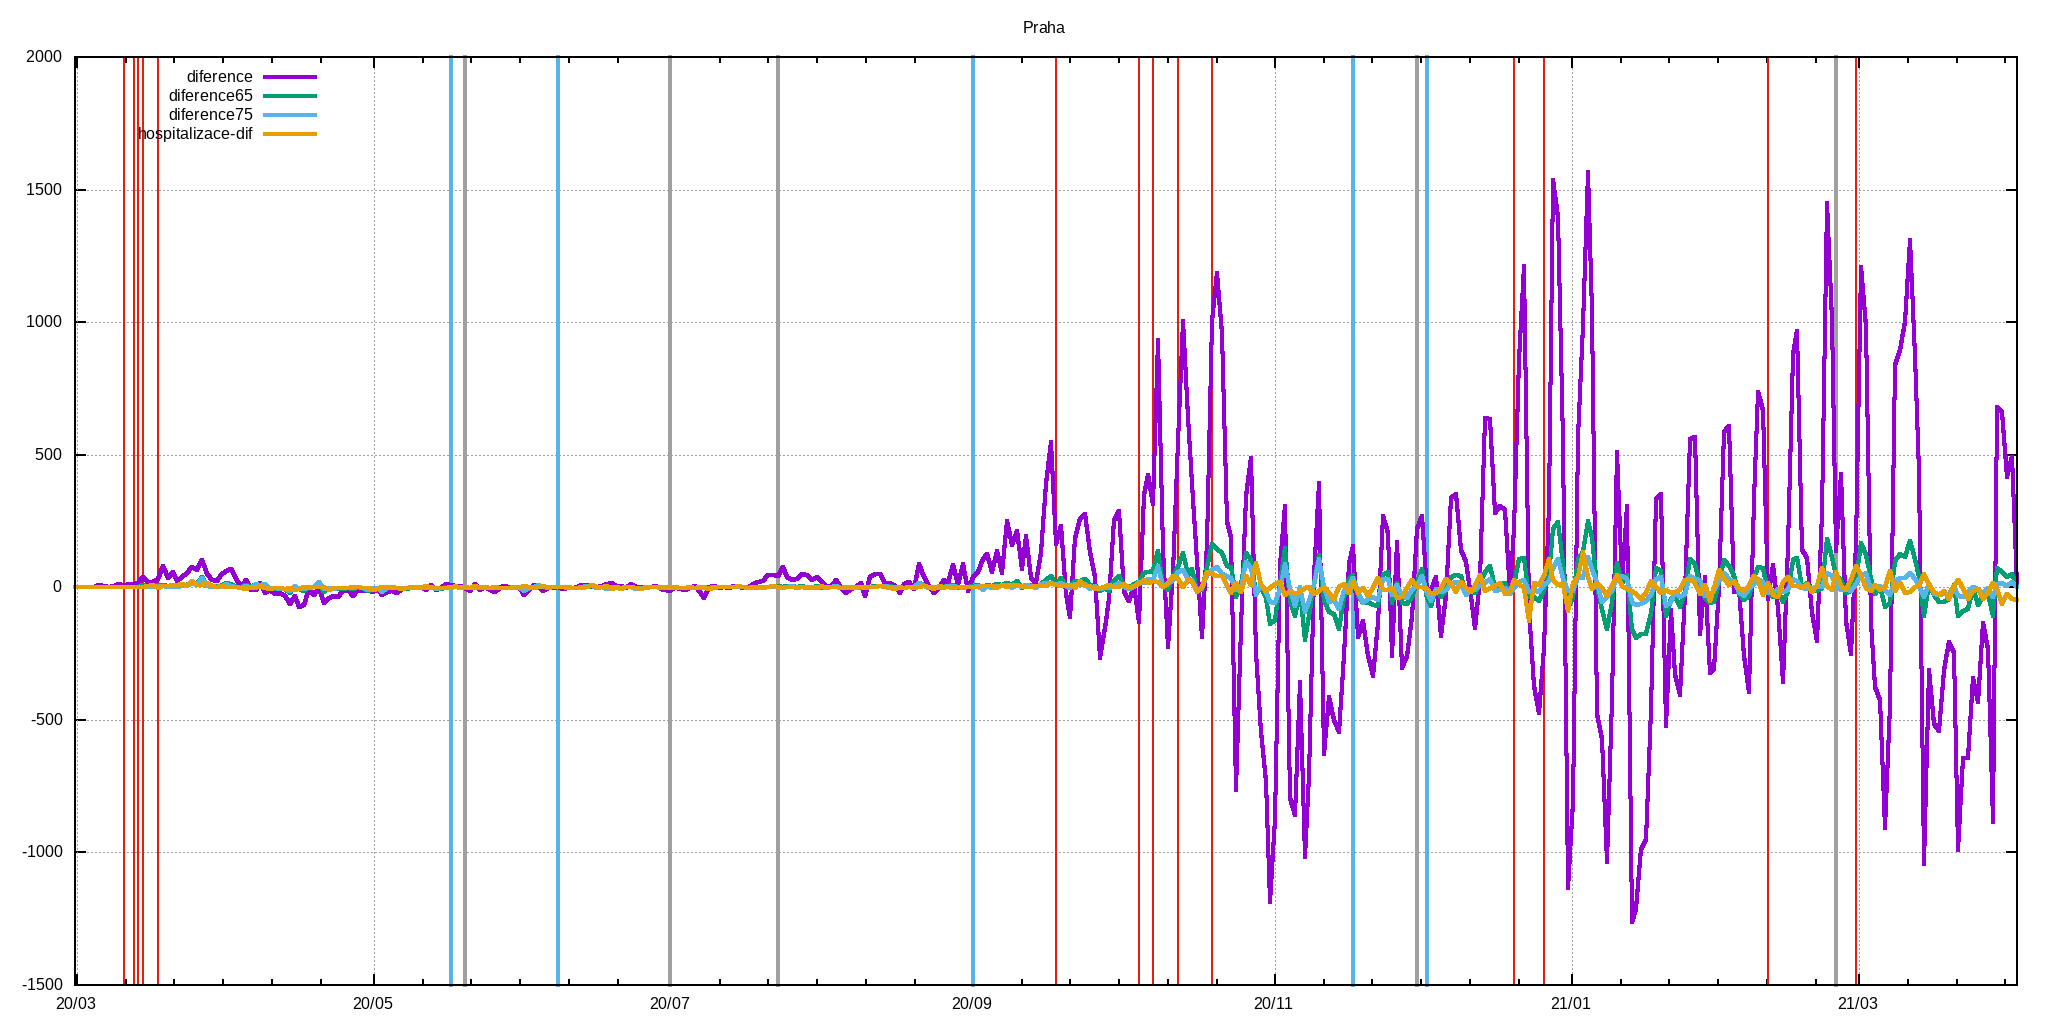 Praha
2000
diference
diference65
diference75
hospitalizace-dif
1500
1000
500
0
-500
-1000
-1500
20/03 20/05 20/07 20/09 20/11 21/01 21/03